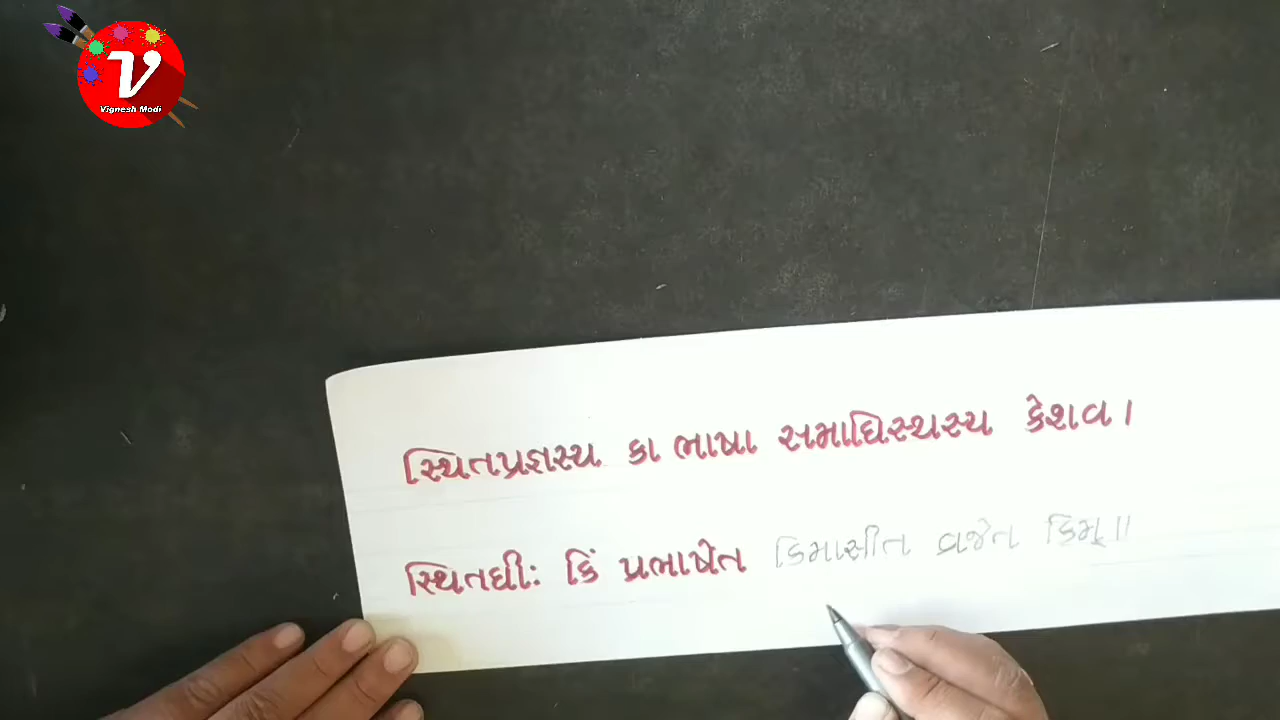 V
Vignesh Modi
સ્થિતપ્રજ્ઞસ્ય કા ભાષા સમાધિસ્થસ્ય કેશવ।
સ્થિતધીઃ કિં પ્રભાષેત કિમાસીત વ્રજેત કિમ્॥